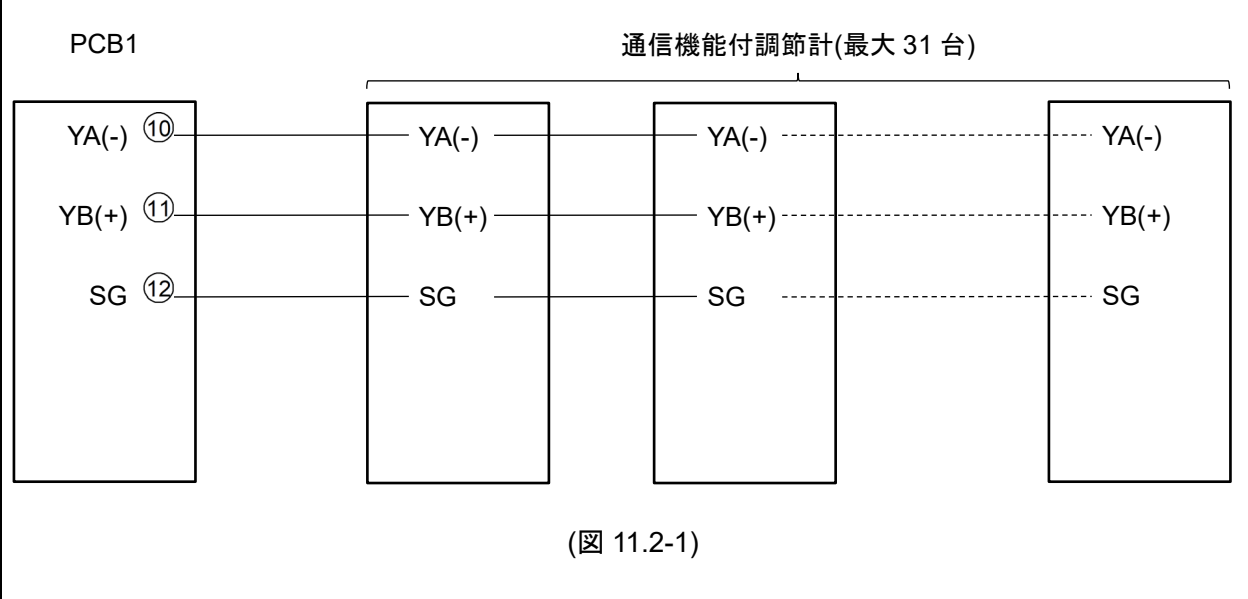 PCB1 通信機能付調節計(最大 31 台)
YA(-) ⑩ YA(-) YA(-) YA(-)
YB(+) ⑪ YB(+) YB(+) YB(+)
SG ⑫ SG SG SG
(図 11.2-1)